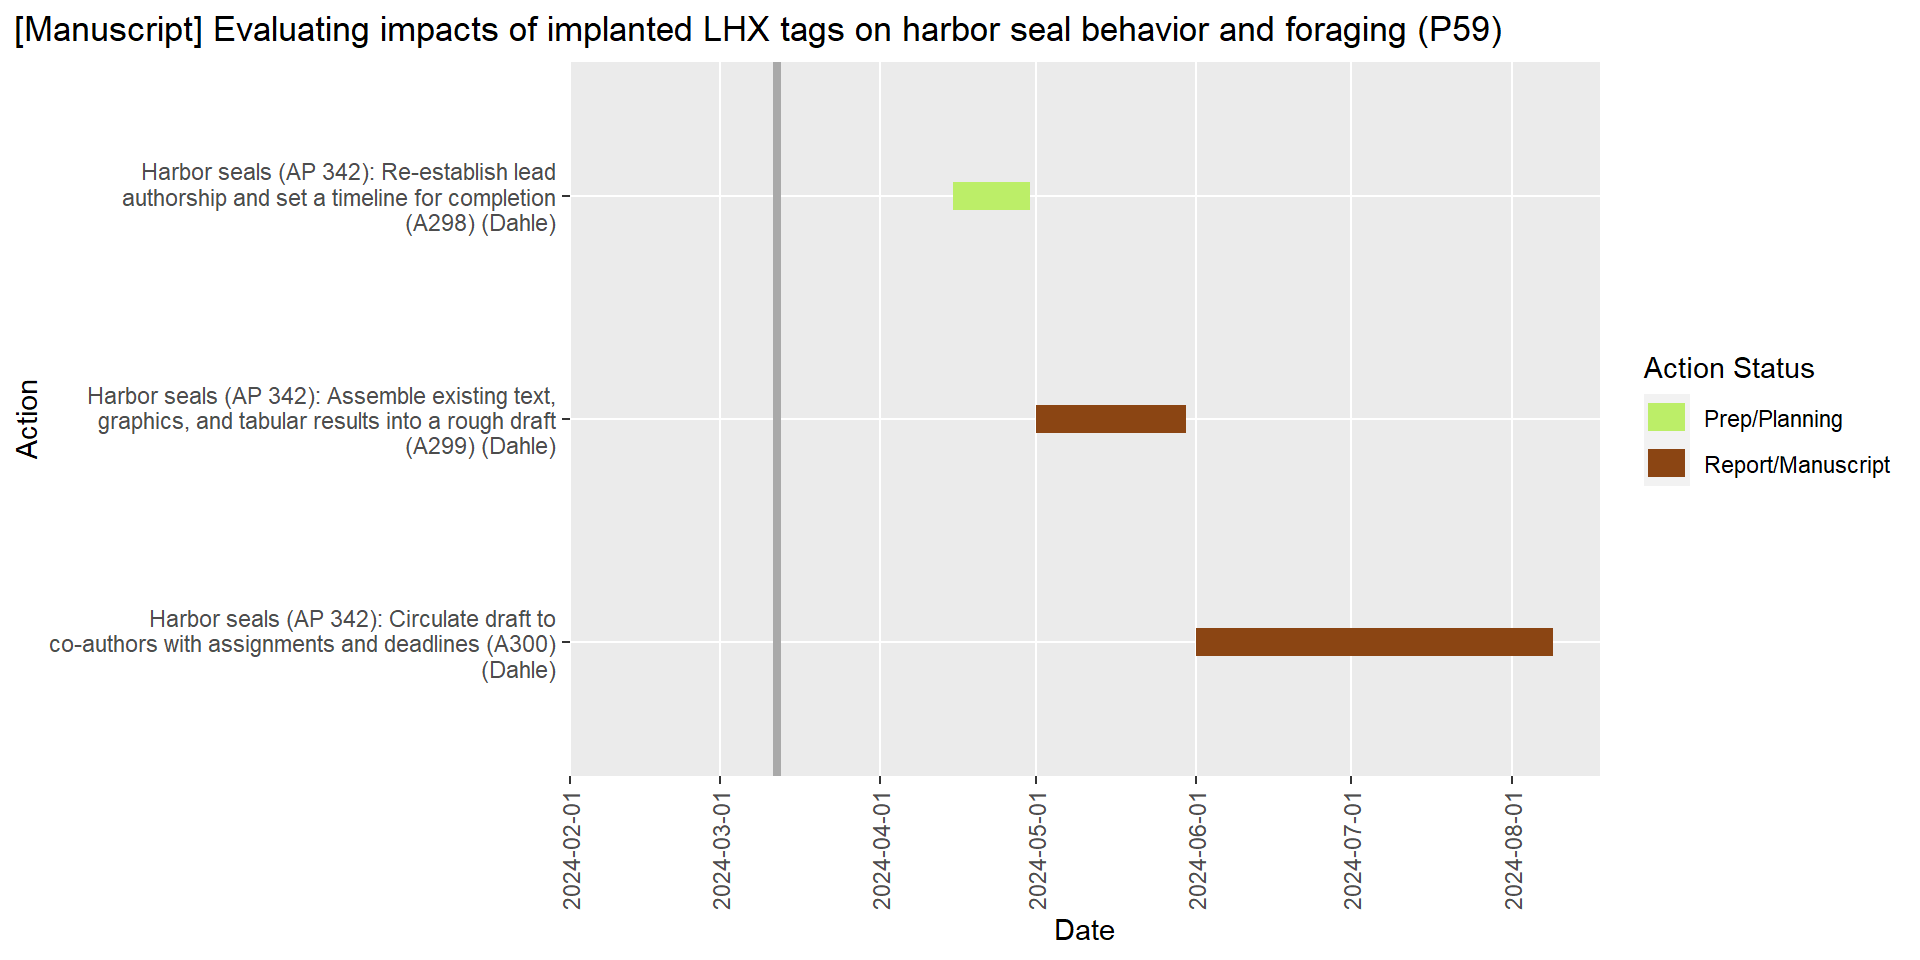 [Manuscript] Evaluating impacts of implanted LHX tags on harbor seal behavior and foraging (P59)
Harbor seals (AP 342): Re-establish lead
authorship and set a timeline for completion
(A298) (Dahle)
Harbor seals (AP 342): Assemble existing text,
graphics, and tabular results into a rough draft
(A299) (Dahle)
Harbor seals (AP 342): Circulate draft to
co-authors with assignments and deadlines (A300)
(Dahle)
Action
2024-02-01
2024-03-01
2024-04-01
2024-05-01
2024-06-01
2024-07-01
2024-08-01
Date
Action Status
Prep/Planning
Report/Manuscript